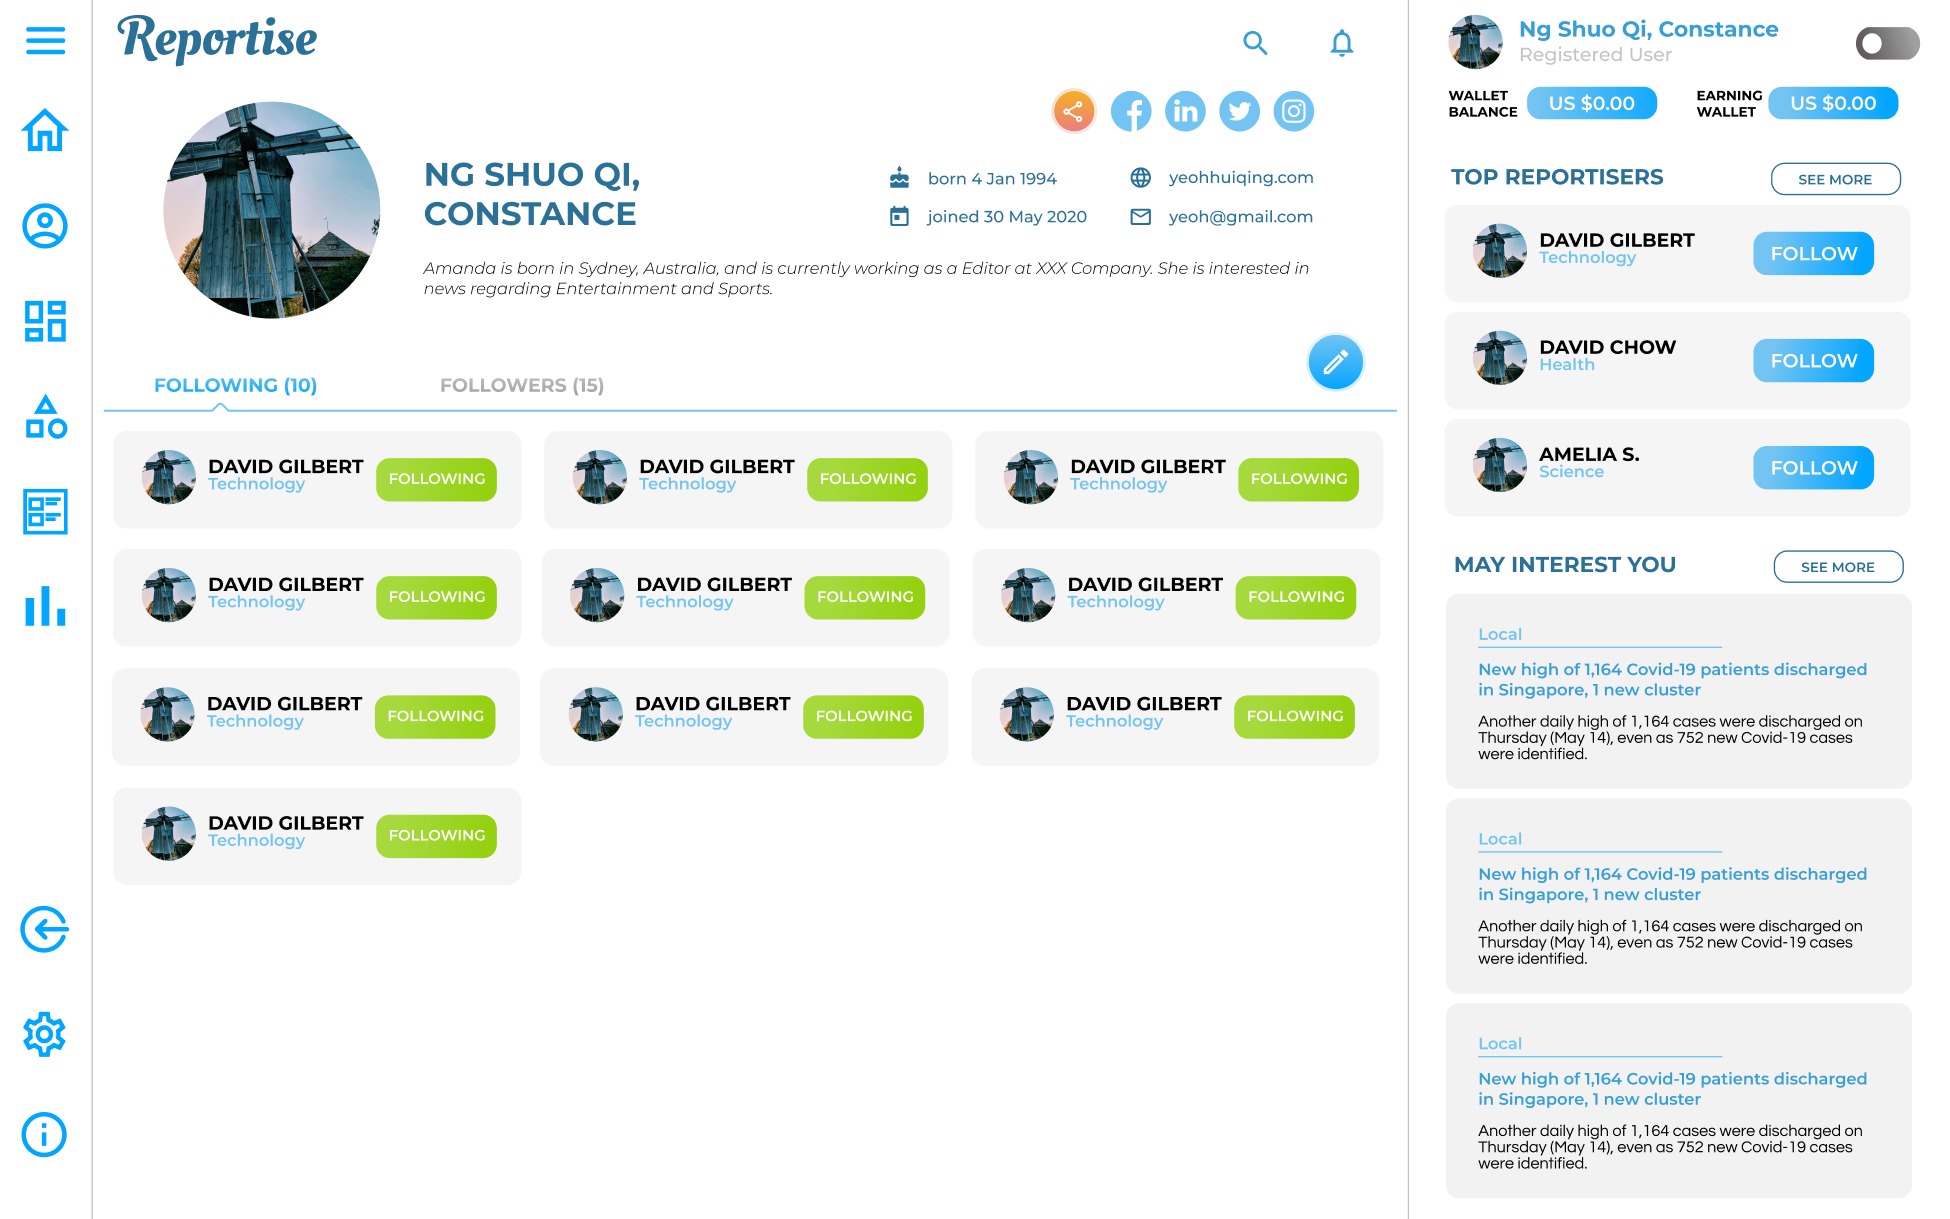 Reportise
NG SHUO QI,
CONSTANCE
born 4 Jan 1994
yeohhuiqing.com
joined 30 May 2020
yeoh@gmail.com
Amanda is born in Sydney, Australia, and is currently working as a Editor at XXX Company. She is interested in
news regarding Entertainment and Sports.
FOLLOWING (10)
FOLLOWERS (15)
DAVID GILBERT
Technology
FOLLOWING
DAVID GILBERT
Technology
FOLLOWING
DAVID GILBERT
Technology
FOLLOWING
DAVID GILBERT
Technology
FOLLOWING
DAVID GILBERT
Technology
FOLLOWING
DAVID GILBERT
Technology
FOLLOWING
DAVID GILBERT
Technology
FOLLOWING
DAVID GILBERT
Technology
FOLLOWING
DAVID GILBERT
Technology
FOLLOWING
DAVID GILBERT
Technology
FOLLOWING
Ng Shuo Qi, Constance
Registered User
WALLET
BALANCE
US $0.00
EARNING
WALLET
US $0.00
TOP REPORTISERS
SEE MORE
DAVID GILBERT
Technology
FOLLOW
DAVID CHOW
Health
FOLLOW
AMELIA S.
Science
FOLLOW
MAY INTEREST YOU
SEE MORE
Local
New high of 1,164 Covid-19 patients discharged
in Singapore, 1 new cluster
Another daily high of 1,164 cases were discharged on
Thursday (May 14), even as 752 new Covid-19 cases
were identified.
Local
New high of 1,164 Covid-19 patients discharged
in Singapore, 1 new cluster
Another daily high of 1,164 cases were discharged on
Thursday (May 14), even as 752 new Covid-19 cases
were identified.
Local
New high of 1,164 Covid-19 patients discharged
in Singapore, 1 new cluster
Another daily high of 1,164 cases were discharged on
Thursday (May 14), even as 752 new Covid-19 cases
were identified.